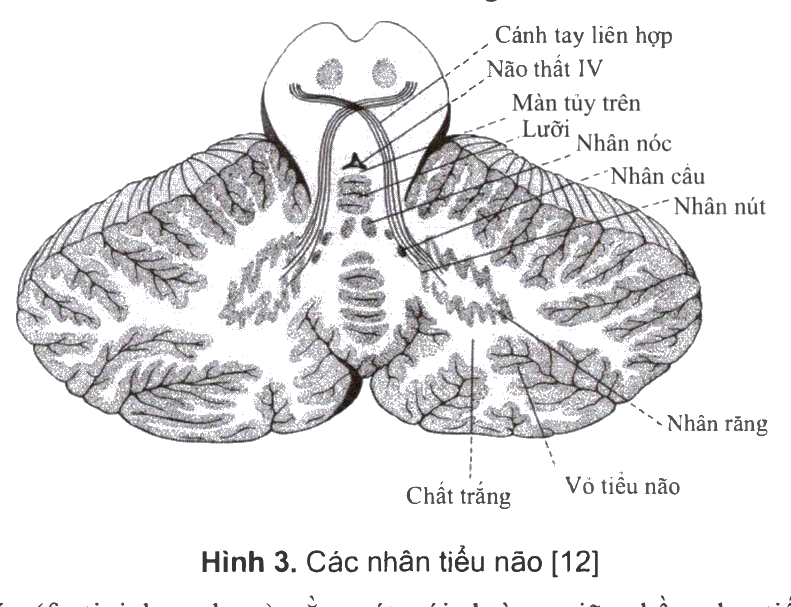 Cánh tay liên hợp
Não thất IV
Màn tủy trên
Lưỡi
Nhân nóc
Nhân cầu
Nhân nút
Nhân răng
Vỏ tiểu não
Chất trắng
Hình 3. Các nhân tiểu não [12]